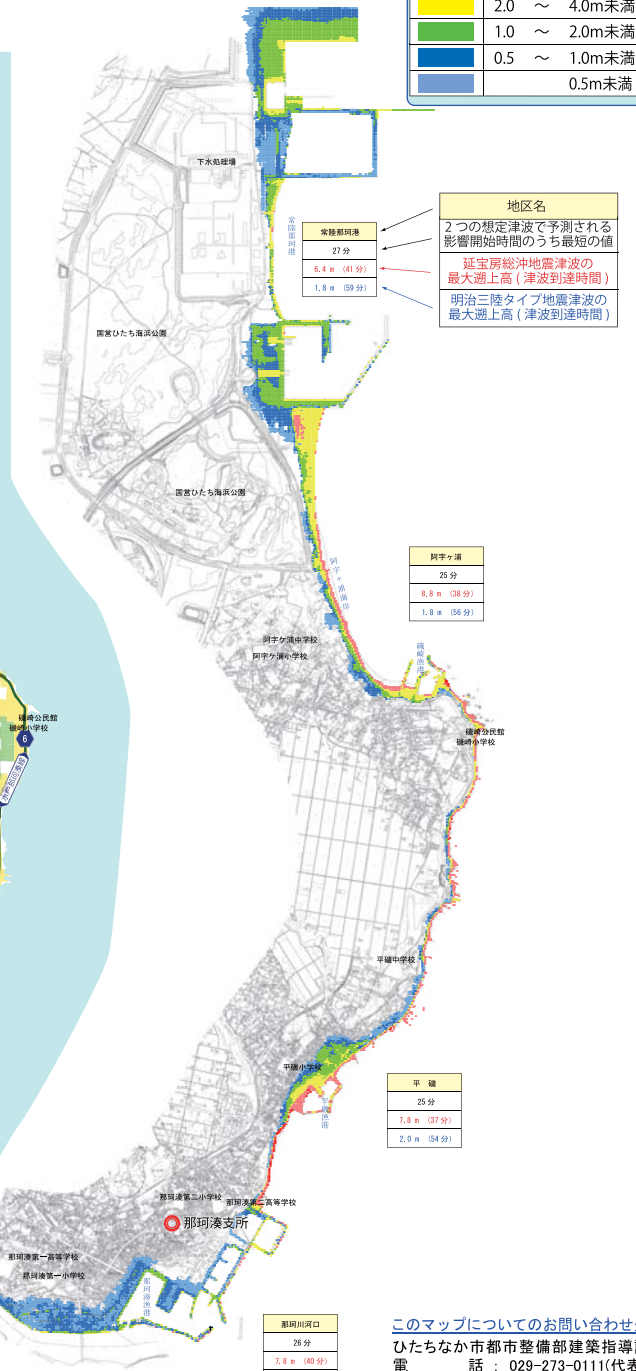 2.0 ～ 4.0m未満
1.0 ～ 2.0m未満
0.5 ～ 1.0m未満
0.5m未満
下水処理場
常陸那珂港
常陸那珂港
27 分
6.4 m （41 分）
1.8 m （59 分）
地区名
2 つの想定津波で予測される
影響開始時間のうち最短の値
延宝房総沖地震津波の
最大遡上高 ( 津波到達時間 )
明治三陸タイプ地震津波の
最大遡上高 ( 津波到達時間 )
国営ひたち海浜公園
国営ひたち海浜公園
阿字ヶ浦海岸
阿字ヶ浦
25 分
8.8 m （38 分）
1.8 m （56 分）
阿字ケ浦中学校
阿字ケ浦小学校
磯崎漁港
磯崎公民館
磯崎小学校
6
磯崎公民館
磯崎小学校
平磯中学校
平磯小学校
平磯漁港
平 磯
25 分
7.8 m （37 分）
2.0 m （54 分）
那珂湊第二小学校
那珂湊第二高等学校
那珂湊支所
那珂湊第一高等学校
那珂湊第一小学校
那珂湊漁港
那珂川河口
26 分
7.8 m （40 分）
このマップについてのお問い合わせ
ひたちなか市都市整備部建築指導
電 話 : 029-273-0111(代表